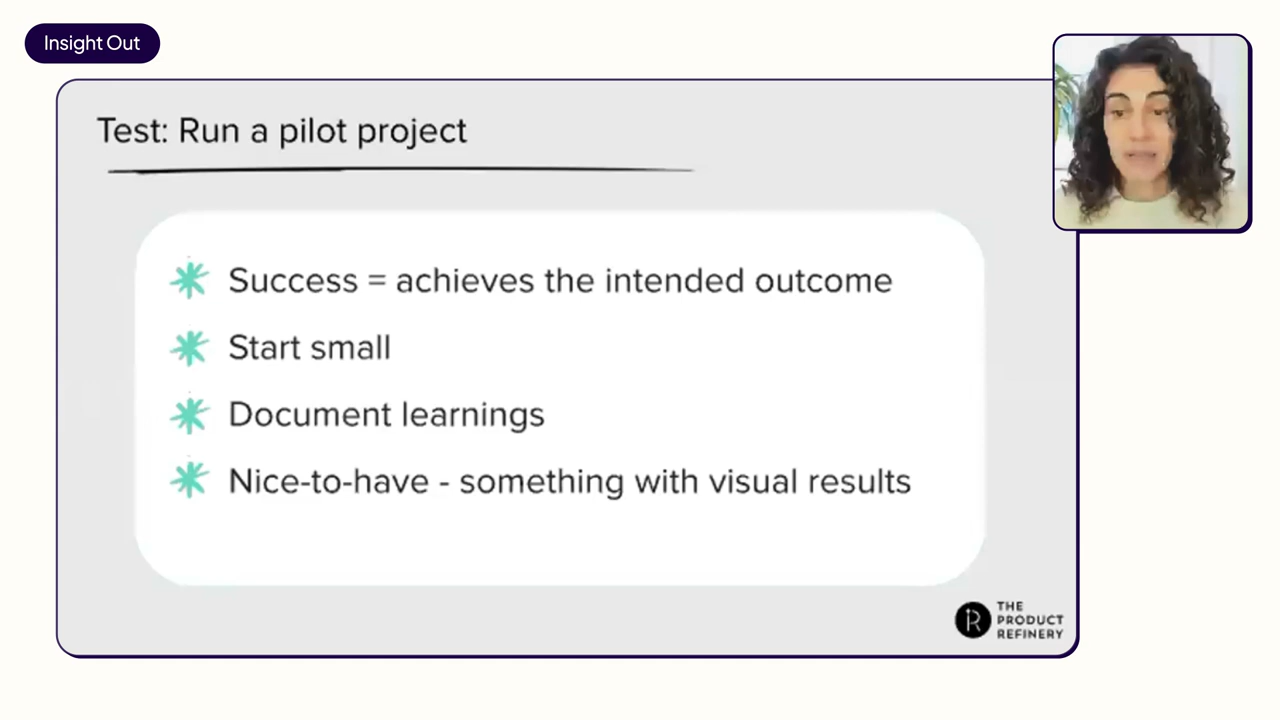 Insight Out
Test: Run a pilot project
Success = achieves the intended outcome
Start small
Document learnings
Nice-to-have - something with visual results
THE
PRODUCT
REFINERY